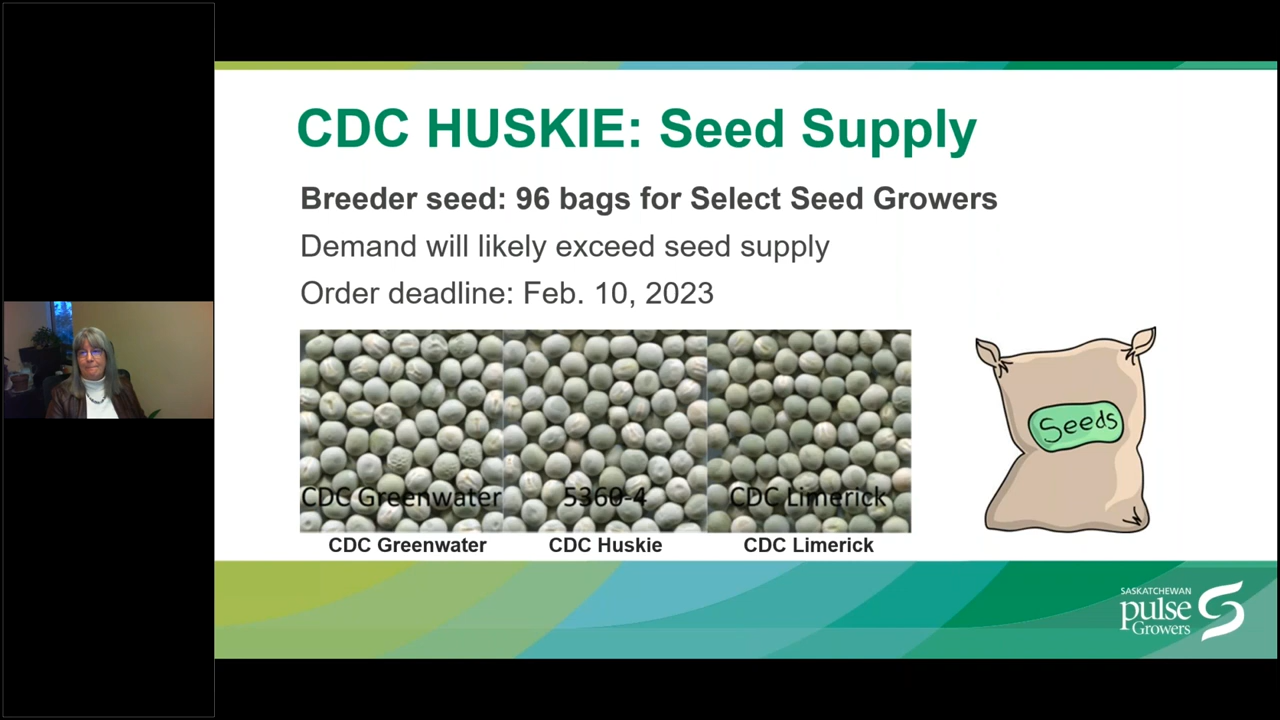 CDC HUSKIE: Seed Supply
Breeder seed: 96 bags for Select Seed Growers
Demand will likely exceed seed supply
Order deadline: Feb. 10, 2023
CDC Greenwater 5360-4 CDC Limerick
CDC Greenwater CDC Huskie CDC Limerick
Seeds
SASKATCHEWAN
pulse
Growers